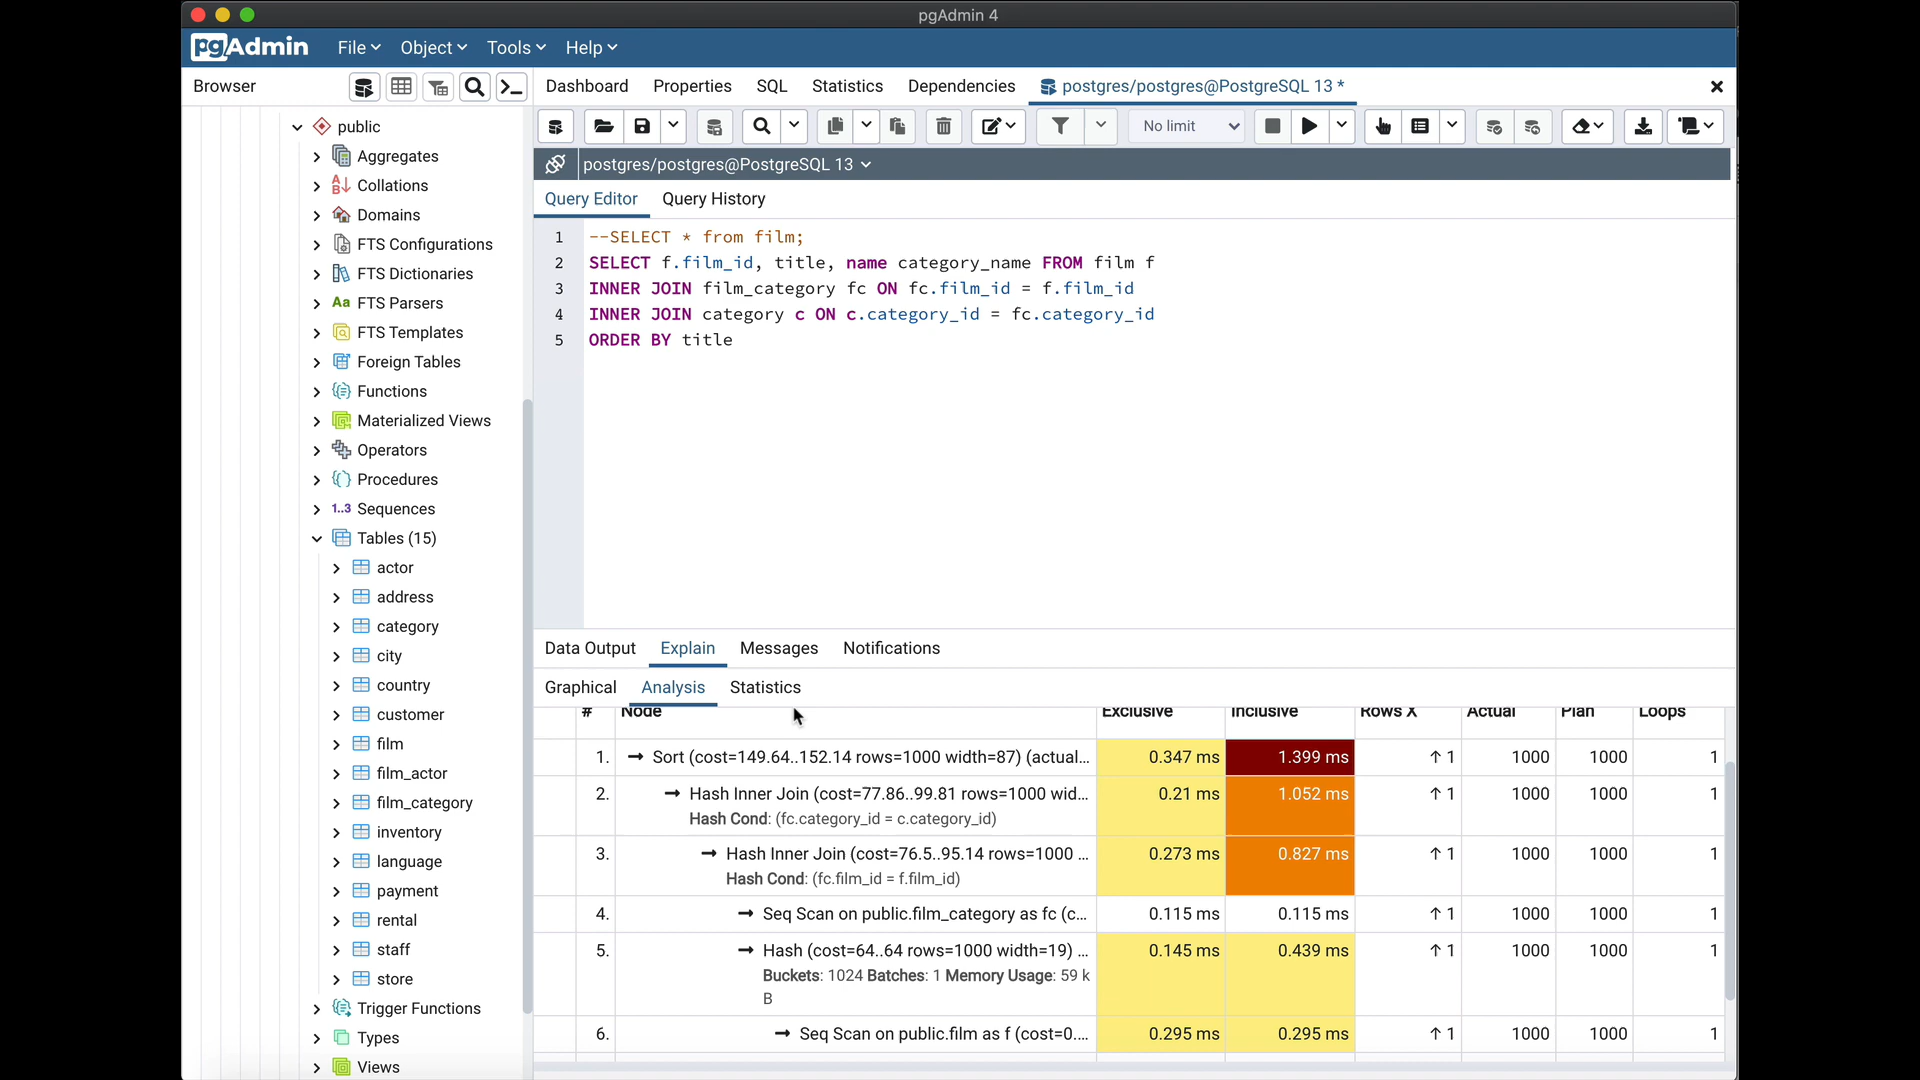 pgAdmin 4
pgAdmin File Object Tools Help
Browser
Dashboard Properties SQL Statistics Dependencies postgres/postgres@PostgreSQL 13 *
No limit
postgres/postgres@PostgreSQL 13
Query Editor Query History
public
Aggregates
Collations
Domains
FTS Configurations
FTS Dictionaries
Aa FTS Parsers
FTS Templates
Foreign Tables
Functions
Materialized Views
Operators
Procedures
1..3 Sequences
Tables (15)
actor
address
category
city
country
customer
film
film_actor
film_category
inventory
language
payment
rental
staff
store
Trigger Functions
Types
Views
1 --SELECT * from film;
2 SELECT f.film_id, title, name category_name FROM film f
3 INNER JOIN film_category fc ON fc.film_id = f.film_id
4 INNER JOIN category c ON c.category_id = fc.category_id
5 ORDER BY title
Data Output Explain Messages Notifications
Graphical Analysis Statistics
# Node Exclusive Inclusive Rows X Actual Plan Loops
1. → Sort (cost=149.64..152.14 rows=1000 width=87) (actual... 0.347 ms 1.399 ms ↑ 1 1000 1000 1
2. → Hash Inner Join (cost=77.86..99.81 rows=1000 wid... 0.21 ms 1.052 ms ↑ 1 1000 1000 1
Hash Cond: (fc.category_id = c.category_id)
3. → Hash Inner Join (cost=76.5..95.14 rows=1000 ... 0.273 ms 0.827 ms ↑ 1 1000 1000 1
Hash Cond: (fc.film_id = f.film_id)
4. → Seq Scan on public.film_category as fc (c... 0.115 ms 0.115 ms ↑ 1 1000 1000 1
5. → Hash (cost=64..64 rows=1000 width=19) ... 0.145 ms 0.439 ms ↑ 1 1000 1000 1
Buckets: 1024 Batches: 1 Memory Usage: 59 k
B
6. → Seq Scan on public.film as f (cost=0.... 0.295 ms 0.295 ms ↑ 1 1000 1000 1